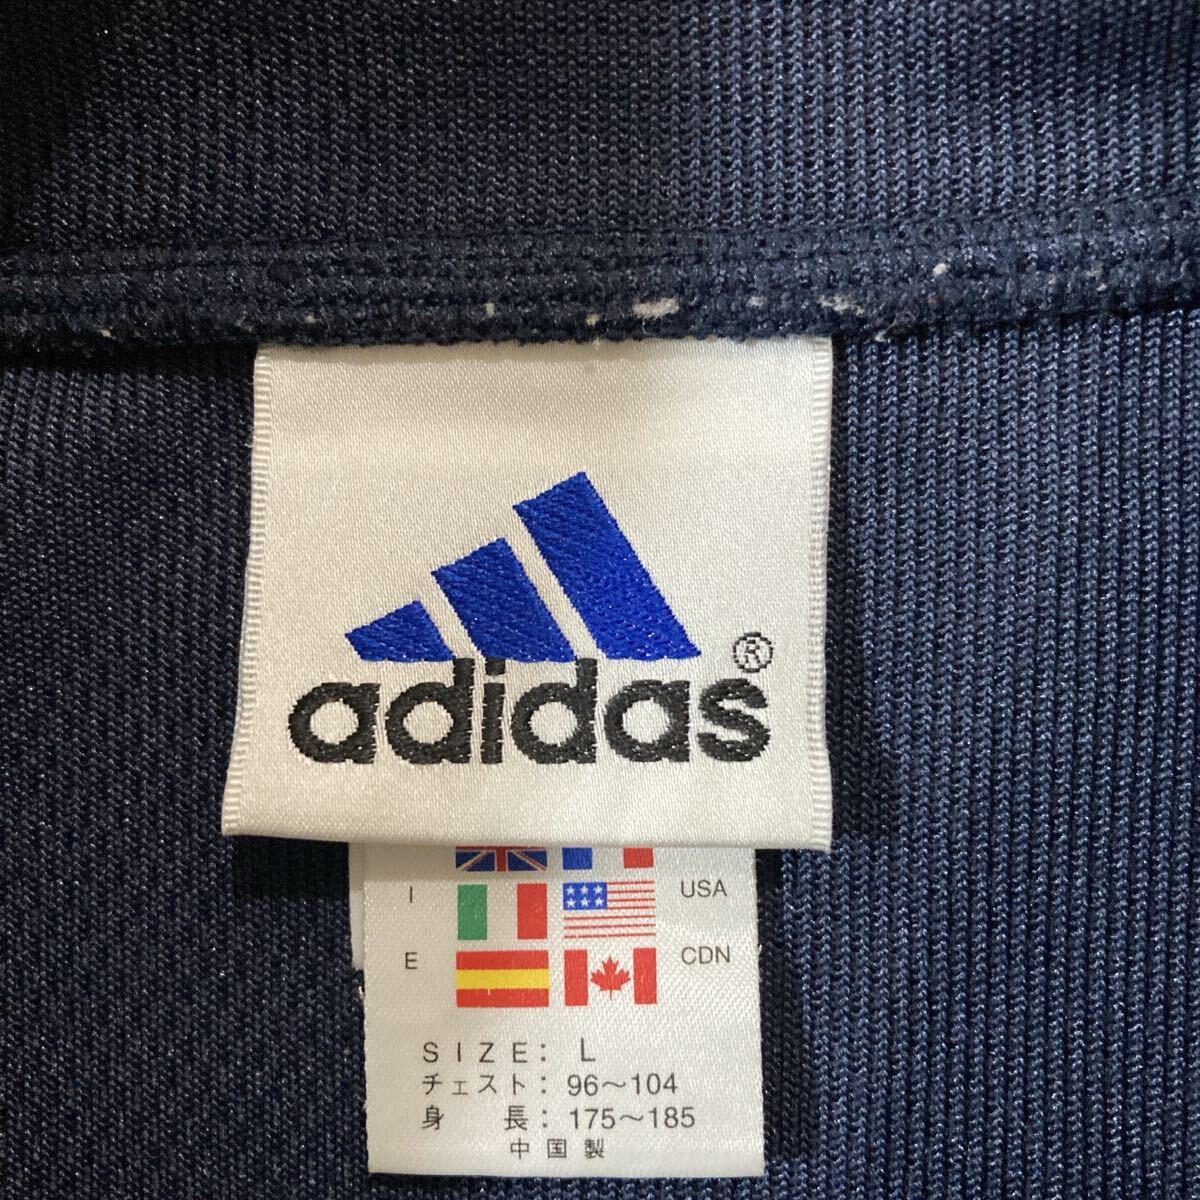 adidas®
I USA
E CDN
SIZE: L
チェスト: 96〜104
身 長: 175〜185
中国製